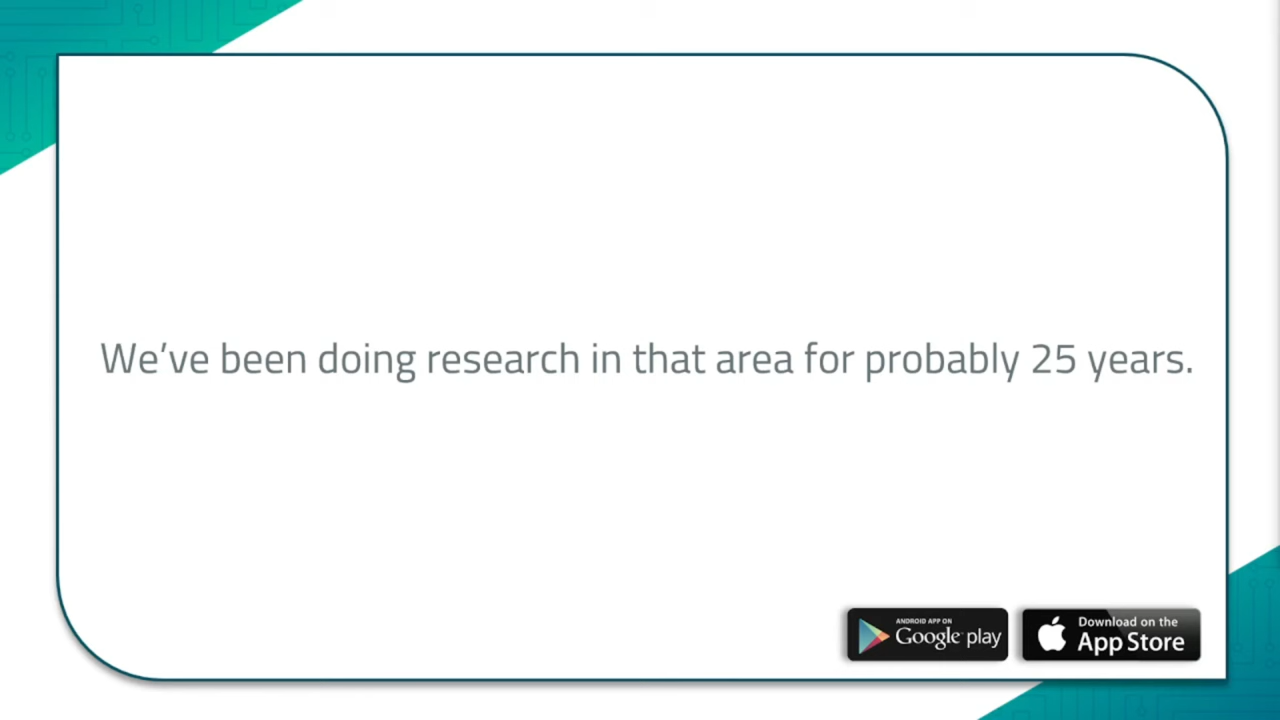 We’ve been doing research in that area for probably 25 years.
ANDROID APP ON
Google play
Download on the
App Store